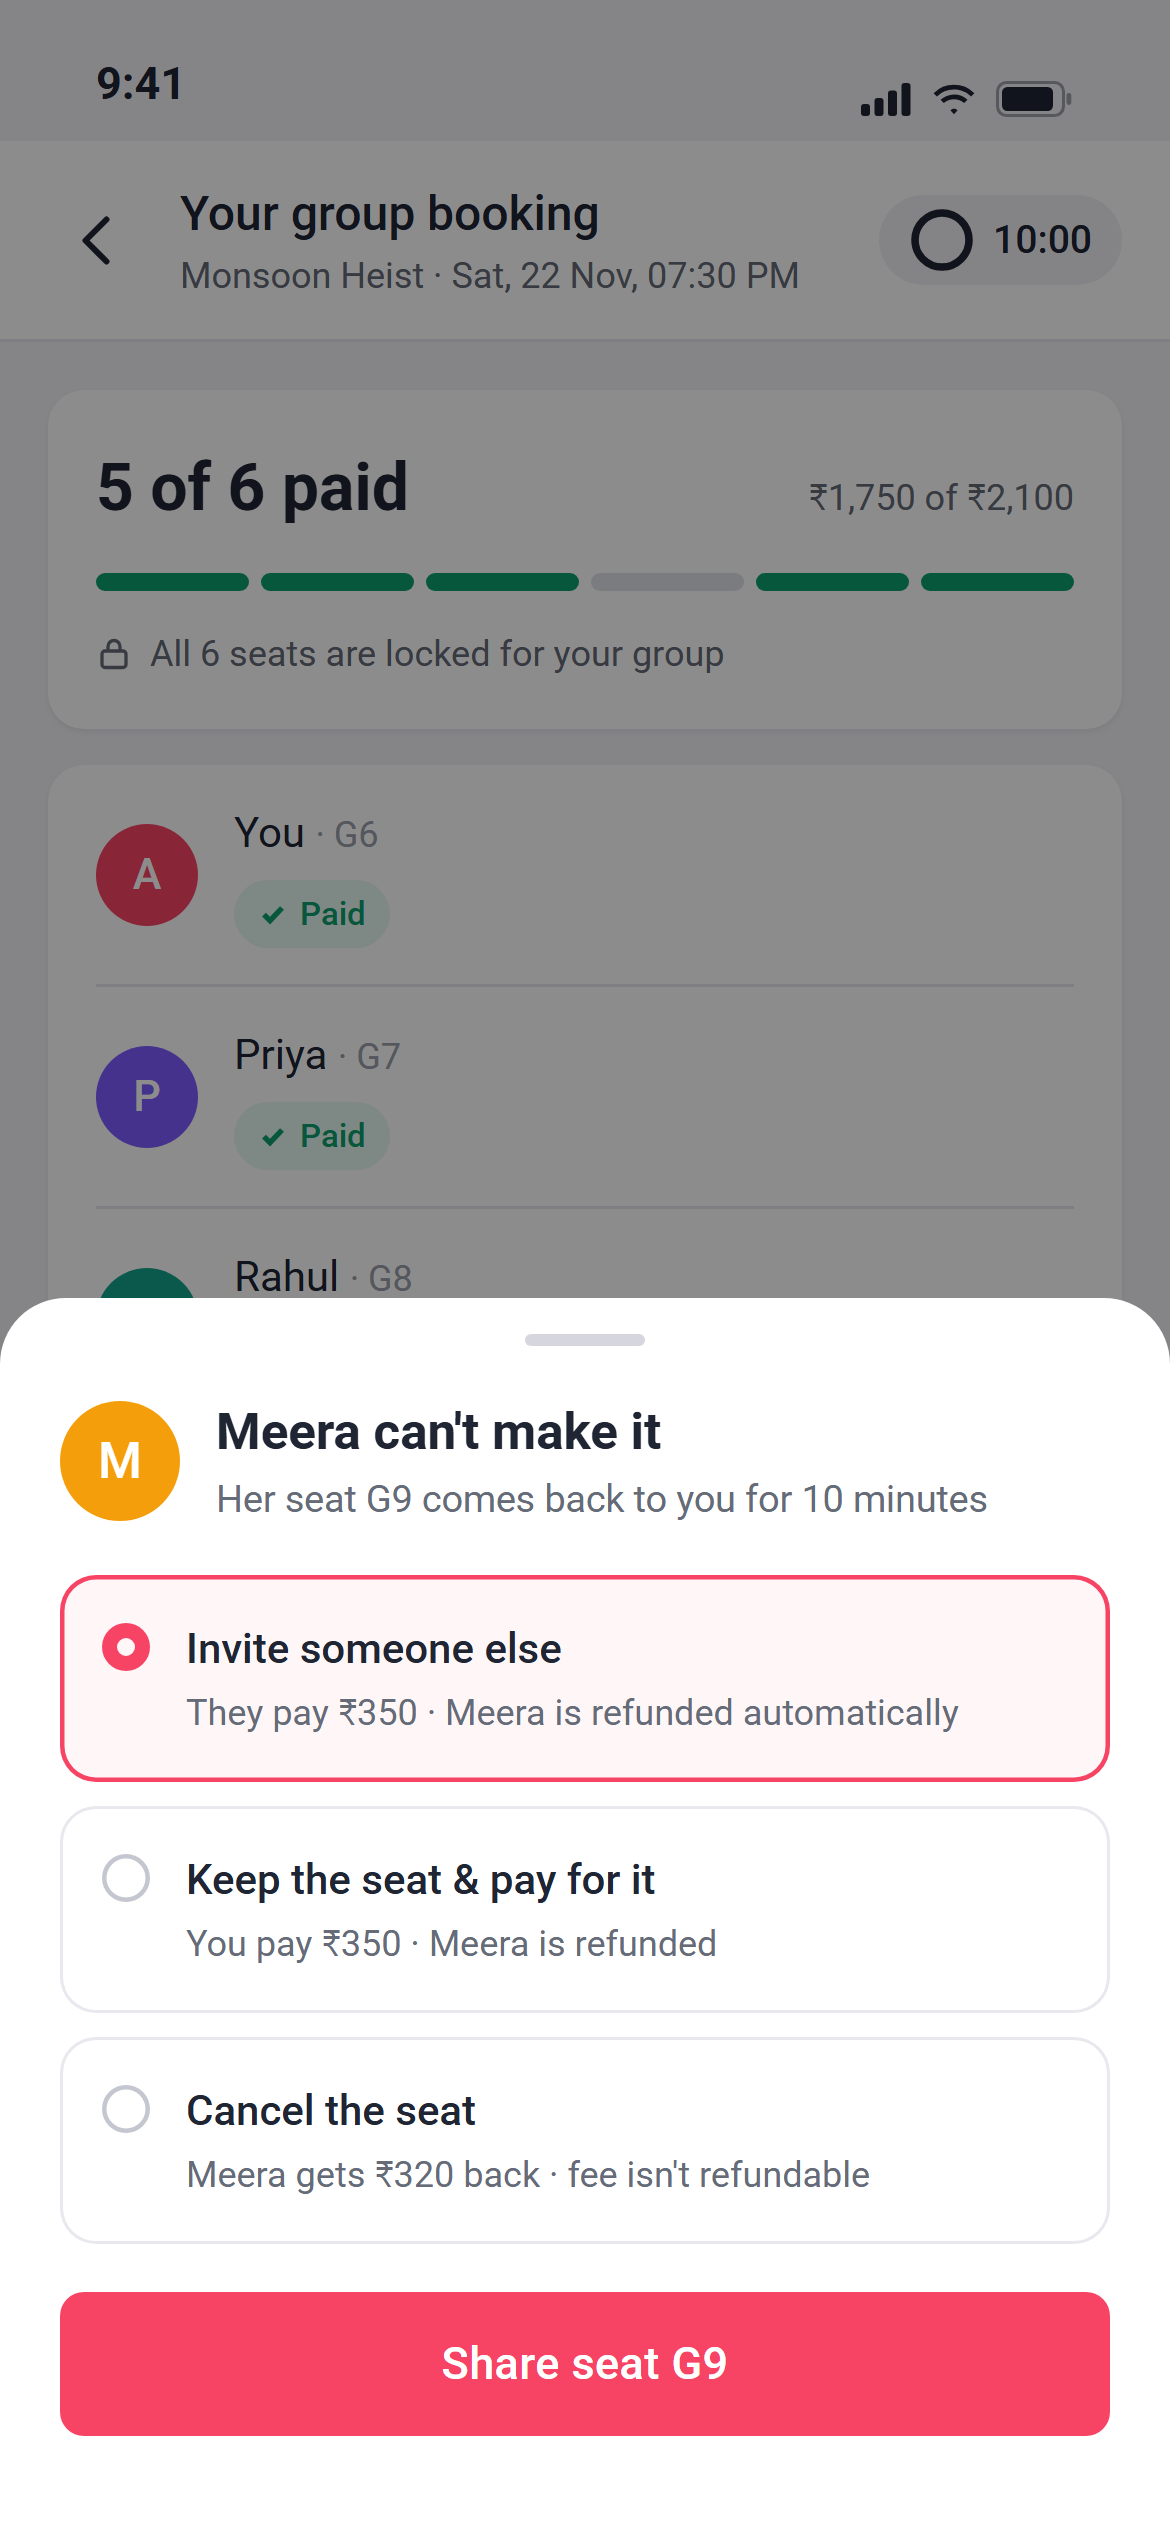 9:41
Your group booking
Monsoon Heist · Sat, 22 Nov, 07:30 PM
10:00
5 of 6 paid
₹1,750 of ₹2,100
All 6 seats are locked for your group
A
You · G6
Paid
P
Priya · G7
Paid
Rahul · G8
M
Meera can't make it
Her seat G9 comes back to you for 10 minutes
Invite someone else
They pay ₹350 · Meera is refunded automatically
Keep the seat & pay for it
You pay ₹350 · Meera is refunded
Cancel the seat
Meera gets ₹320 back · fee isn't refundable
Share seat G9